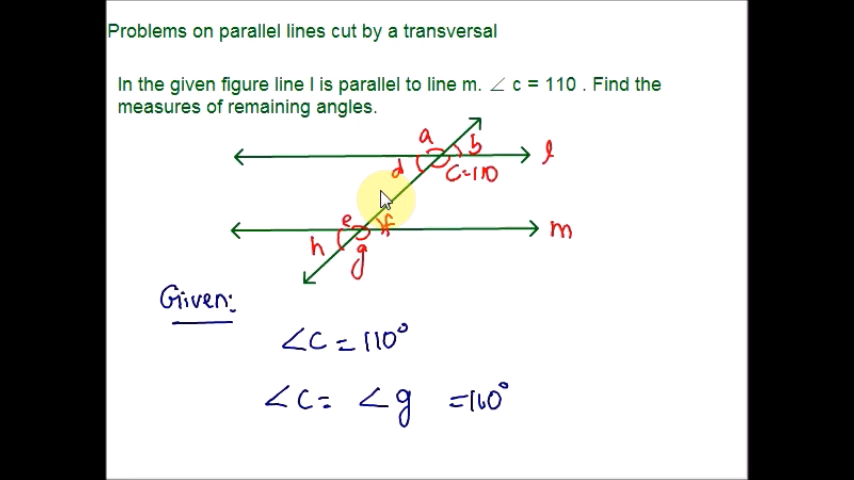 Problems on parallel lines cut by a transversal
In the given figure line l is parallel to line m. ∠ c = 110 . Find the
measures of remaining angles.
a
b
l
d
C=110
e
f
m
h
g
Given:
∠C = 110°
∠C = ∠g = 110°